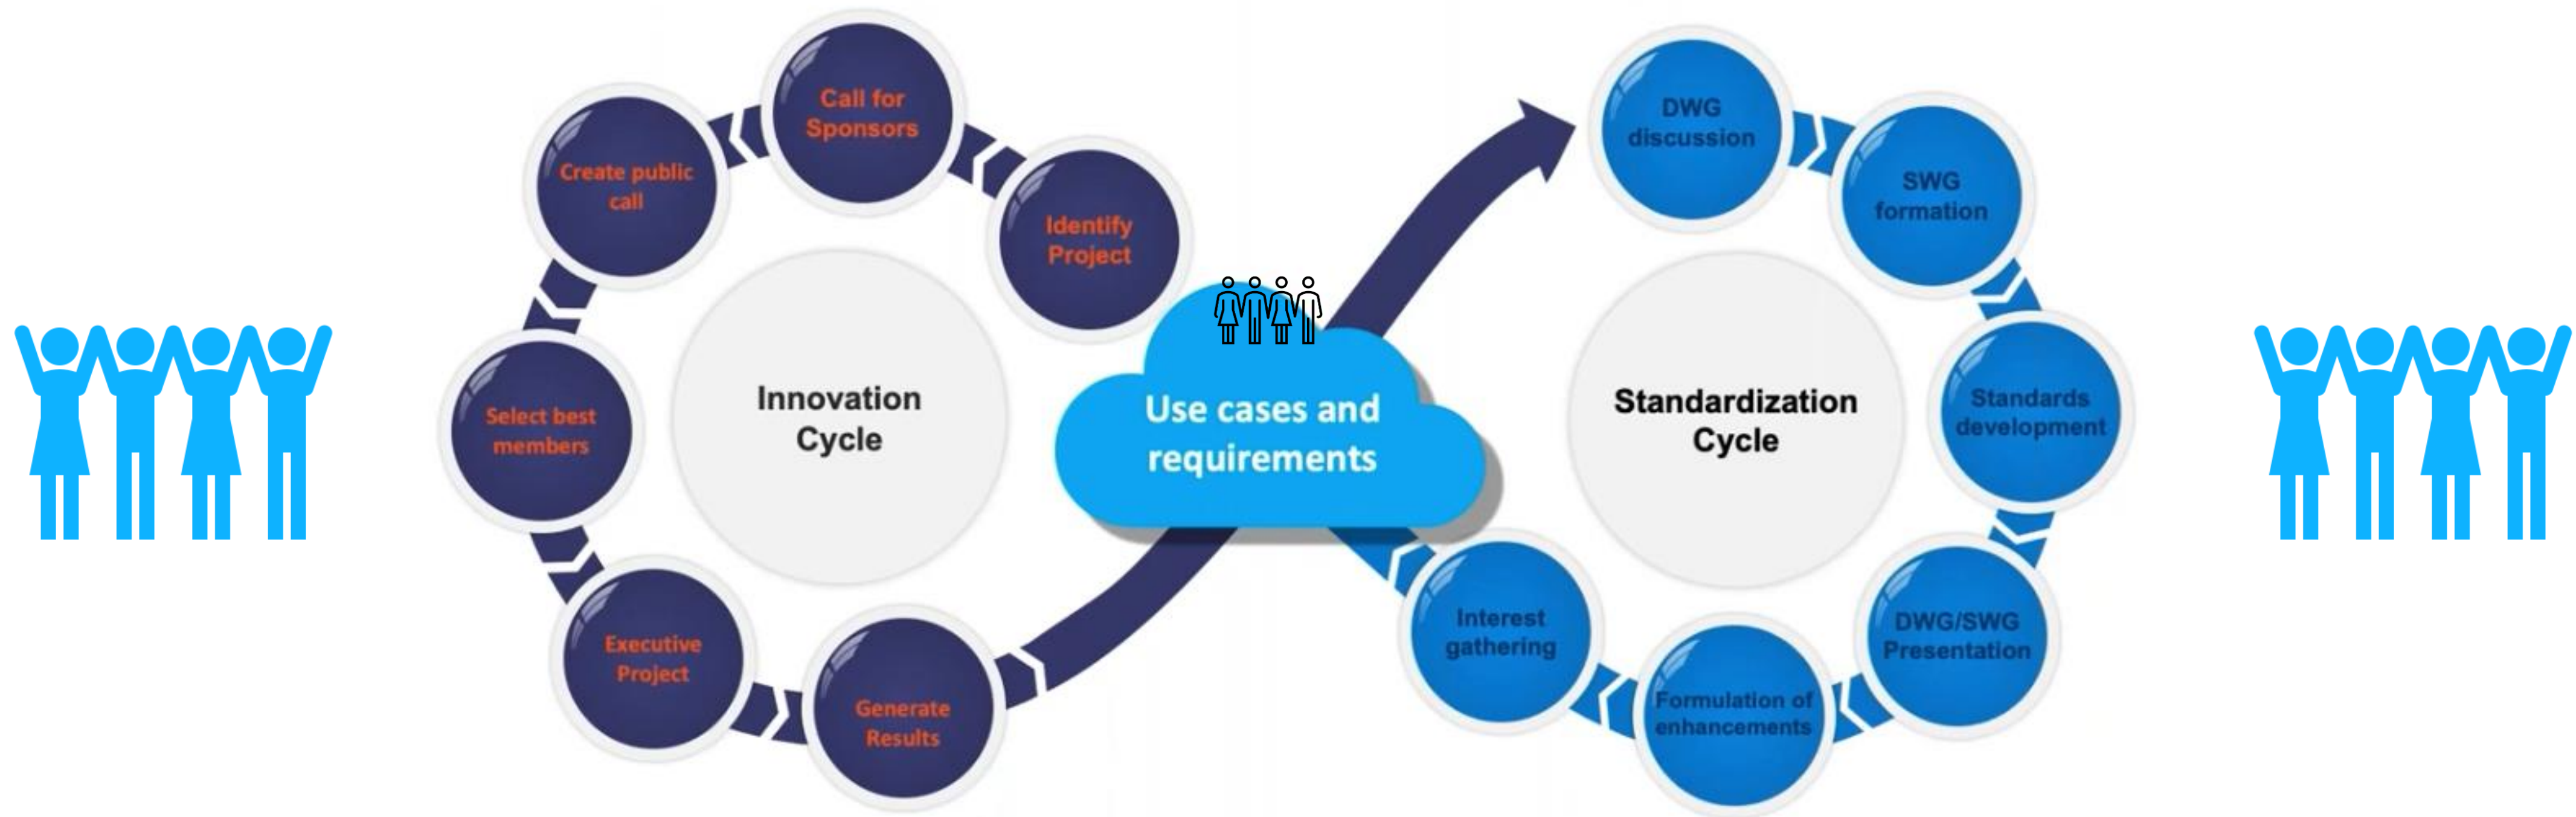 Call for
Sponsors
Create public
call
Identify
Project
Select best
members
Innovation
Cycle
Executive
Project
Generate
Results
Use cases and
requirements
DWG
discussion
SWG
formation
Standards
development
Standardization
Cycle
DWG/SWG
Presentation
Formulation of
enhancements
Interest
gathering